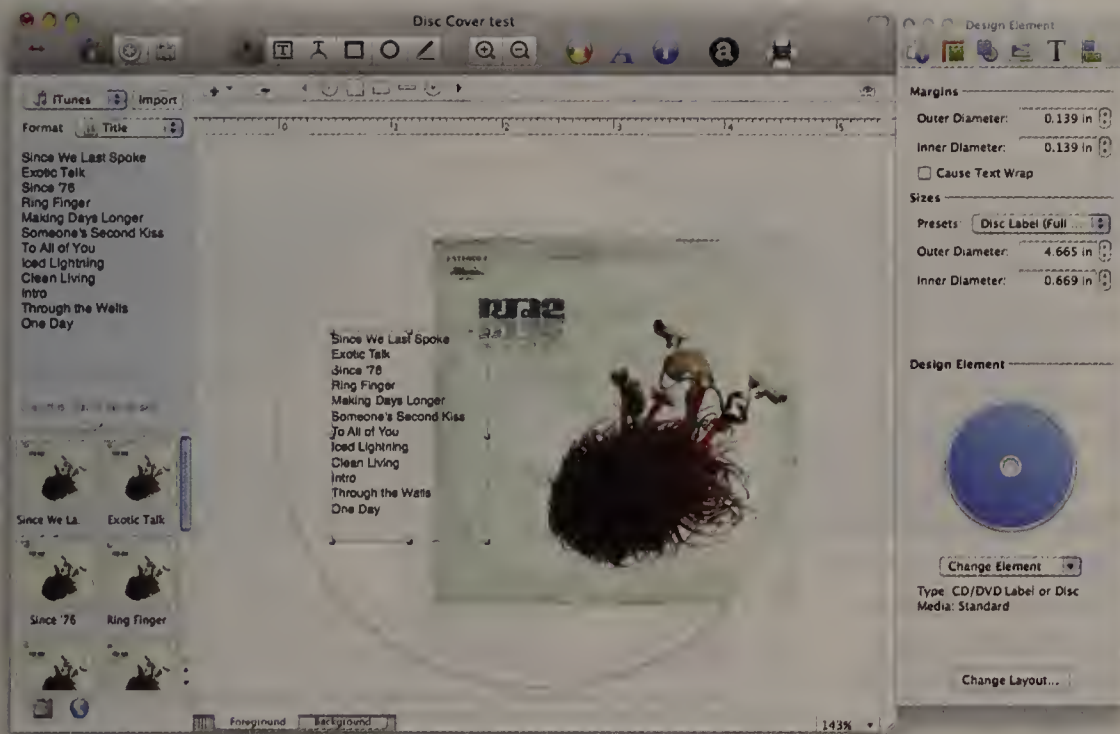 Disc Cover test
iTunes
Import
Format
Title
Since We Last Spoke
Exotic Talk
Since '76
Ring Finger
Making Days Longer
Someone's Second Kiss
To All of You
Iced Lightning
Clean Living
Intro
Through the Walls
One Day
Since We La.
Exotic Talk
Since '76
Ring Finger
0 1 2 3 4 5
Since We Last Spoke
Exotic Talk
Since '76
Ring Finger
Making Days Longer
Someone's Second Kiss
To All of You
Iced Lightning
Clean Living
Intro
Through the Walls
One Day
Foreground
Background
143%
Design Element
Margins
Outer Diameter: 0.139 in
Inner Diameter: 0.139 in
Cause Text Wrap
Sizes
Presets: Disc Label (Full ...
Outer Diameter: 4.665 in
Inner Diameter: 0.669 in
Design Element
Change Element
Type: CD/DVD Label or Disc
Media: Standard
Change Layout...